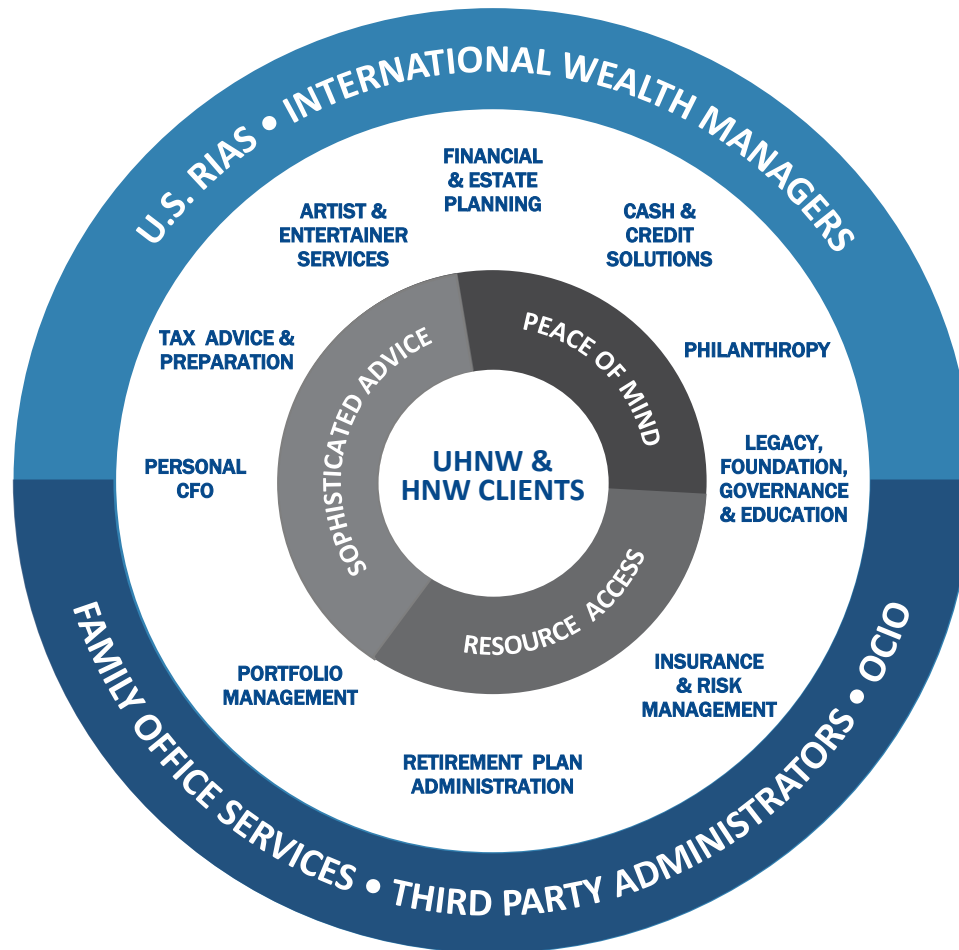 U.S. RIAS • INTERNATIONAL WEALTH MANAGERS
FINANCIAL
& ESTATE
PLANNING
ARTIST &
ENTERTAINER
SERVICES
CASH &
CREDIT
SOLUTIONS
TAX ADVICE &
PREPARATION
PHILANTHROPY
PERSONAL
CFO
LEGACY,
FOUNDATION,
GOVERNANCE
& EDUCATION
PORTFOLIO
MANAGEMENT
INSURANCE
& RISK
MANAGEMENT
RETIREMENT PLAN
ADMINISTRATION
SOPHISTICATED ADVICE
PEACE OF MIND
RESOURCE ACCESS
UHNW &
HNW CLIENTS
FAMILY OFFICE SERVICES • THIRD PARTY ADMINISTRATORS • OCIO